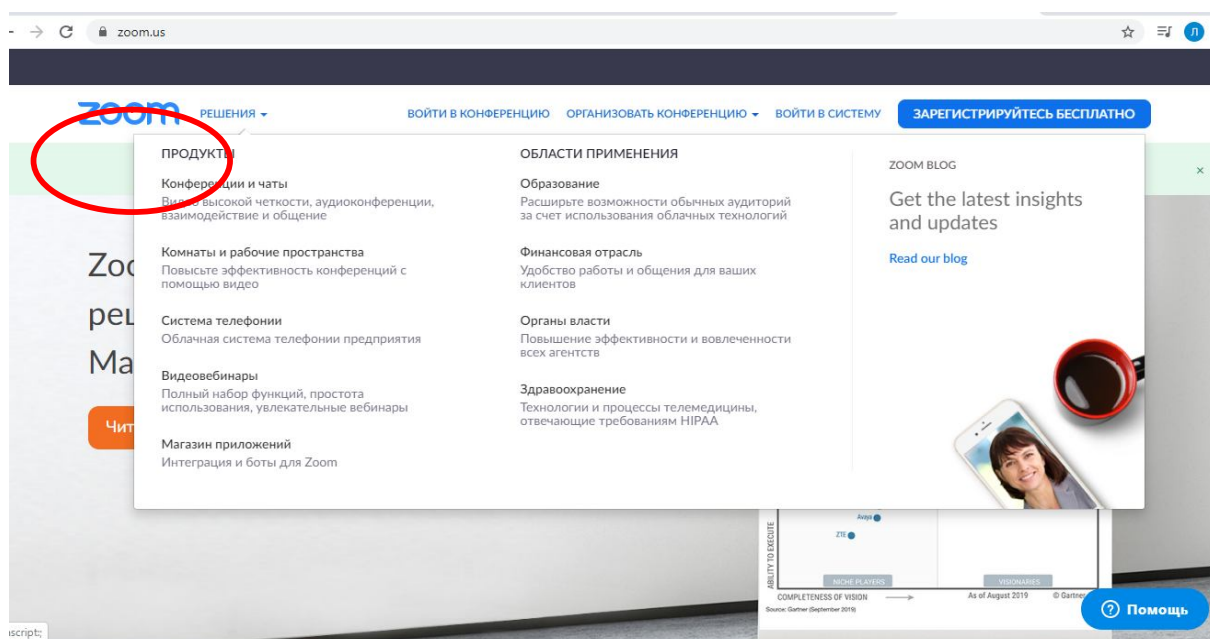 zoom.us
Л
zoom
РЕШЕНИЯ
ВОЙТИ В КОНФЕРЕНЦИЮ
ОРГАНИЗОВАТЬ КОНФЕРЕНЦИЮ
ВОЙТИ В СИСТЕМУ
ЗАРЕГИСТРИРУЙТЕСЬ БЕСПЛАТНО
ПРОДУКТЫ
Конференции и чаты
Видео высокой четкости, аудиоконференции,
взаимодействие и общение
Комнаты и рабочие пространства
Повысьте эффективность конференций с
помощью видео
Система телефонии
Облачная система телефонии предприятия
Видеовебинары
Полный набор функций, простота
использования, увлекательные вебинары
Магазин приложений
Интеграция и боты для Zoom
ОБЛАСТИ ПРИМЕНЕНИЯ
Образование
Расширьте возможности обычных аудиторий
за счет использования облачных технологий
Финансовая отрасль
Удобство работы и общения для ваших
клиентов
Органы власти
Повышение эффективности и вовлеченности
всех агентств
Здравоохранение
Технологии и процессы телемедицины,
отвечающие требованиям HIPAA
ZOOM BLOG
Get the latest insights
and updates
Read our blog
Zoo
реш
Ma
Чит
Avaya
ZTE
ABILITY TO EXECUTE
NICHE PLAYERS
VISIONARIES
COMPLETENESS OF VISION
As of August 2019
© Gartner
Source: Gartner (September 2019)
Помощь